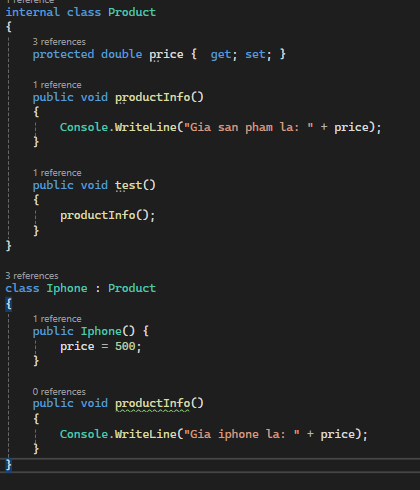 1 reference
internal class Product
{
3 references
protected double price {  get; set; }
1 reference
public void productInfo()
{
Console.WriteLine("Gia san pham la: " + price);
}
1 reference
public void test()
{
productInfo();
}
}
3 references
class Iphone : Product
{
1 reference
public Iphone() {
price = 500;
}
0 references
public void productInfo()
{
Console.WriteLine("Gia iphone la: " + price);
}
}